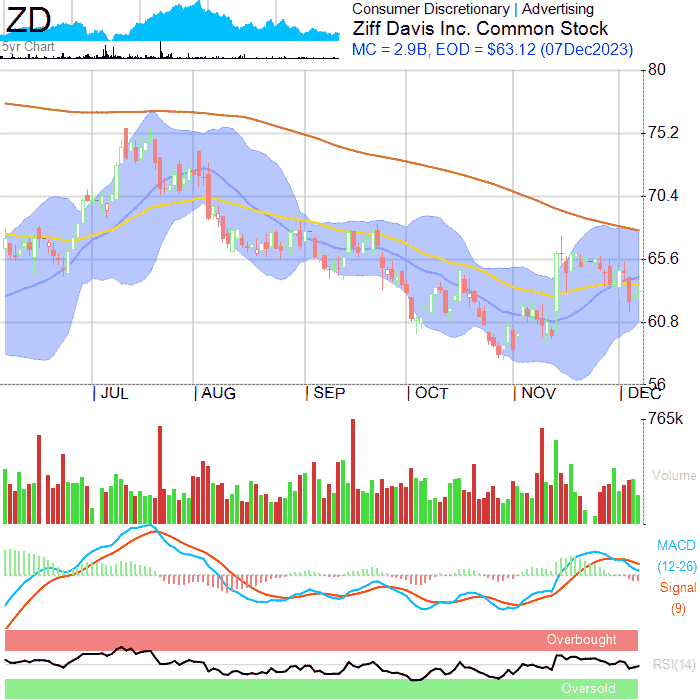 ZD
5yr Chart
Consumer Discretionary | Advertising
Ziff Davis Inc. Common Stock
MC = 2.9B, EOD = $63.12 (07Dec2023)
80
75.2
70.4
65.6
60.8
56
JUL AUG SEP OCT NOV DEC
765k
Volume
MACD
(12-26)
Signal
(9)
Overbought
RSI(14)
Oversold